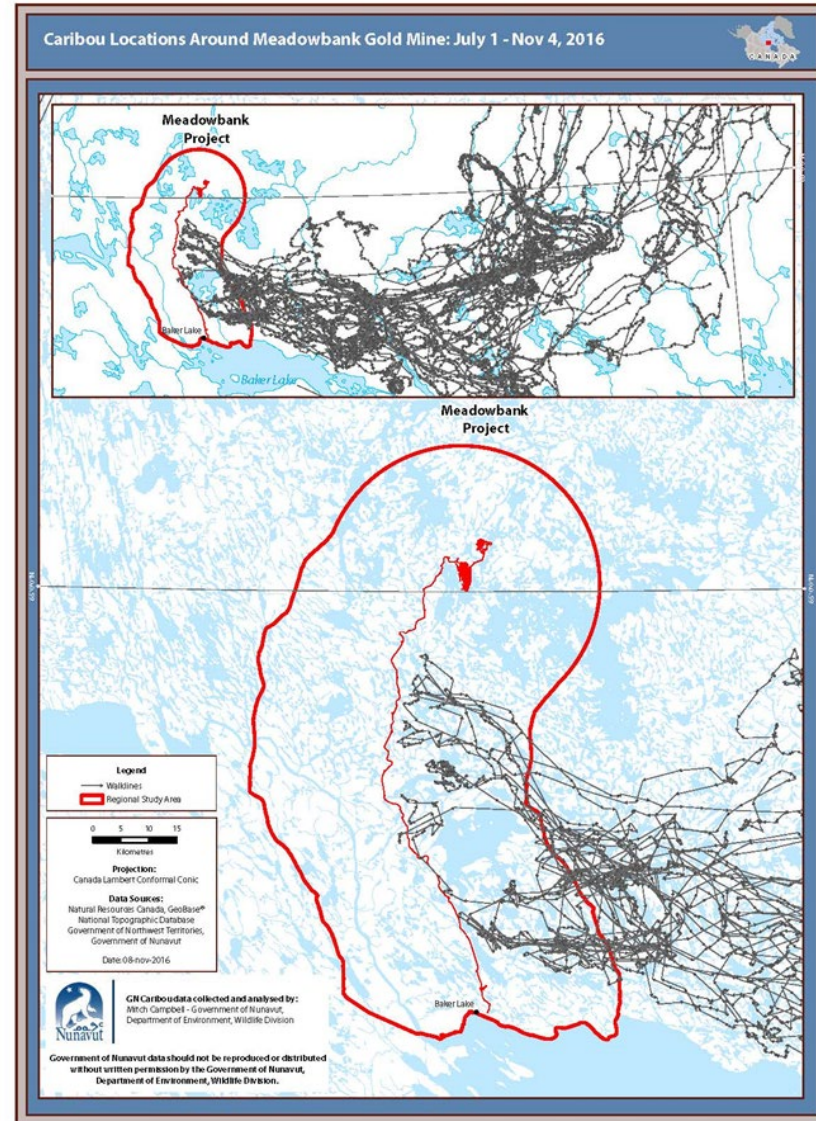 Caribou Locations Around Meadowbank Gold Mine: July 1 - Nov 4, 2016
CANADA
Meadowbank
Project
Baker Lake
Baker Lake
Meadowbank
Project
Baker Lake
Legend
Walklines
Regional Study Area
0 5 10 15
Kilometres
Projection:
Canada Lambert Conformal Conic
Data Sources:
Natural Resources Canada, GeoBase®
National Topographic Database
Government of Northwest Territories,
Government of Nunavut
Date: 08-nov-2016
Nunavut
GN Caribou data collected and analysed by:
Mitch Campbell - Government of Nunavut,
Department of Environment, Wildlife Division
Government of Nunavut data should not be reproduced or distributed
without written permission by the Government of Nunavut,
Department of Environment, Wildlife Division.